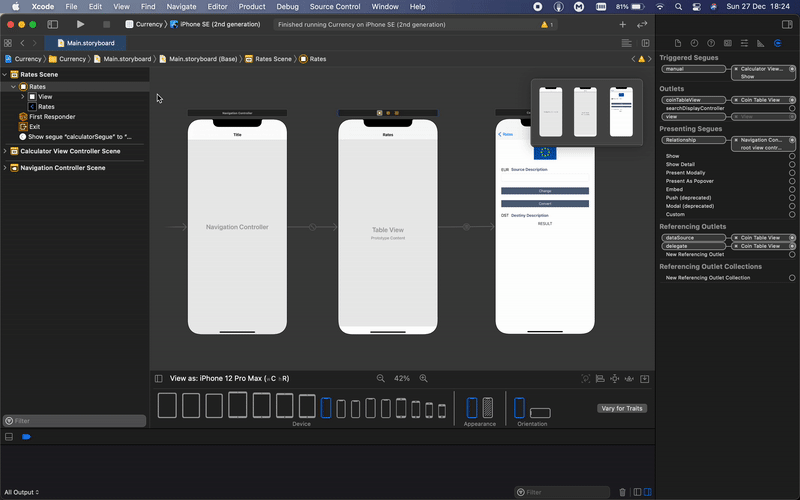 Xcode File Edit View Find Navigate Editor Product Debug Source Control Window Help 81% Sun 27 Dec 18:24
Currency iPhone SE (2nd generation) Finished running Currency on iPhone SE (2nd generation) 1
Main.storyboard
Currency Currency Main.storyboard Main.storyboard (Base) Rates Scene Rates
Rates Scene
Rates
View
Rates
First Responder
Exit
Show segue "calculatorSegue" to "...
Calculator View Controller Scene
Navigation Controller Scene
Filter
Navigation Controller
Title
Navigation Controller
Rates
Table View
Prototype Content
Rates
EUR Source Description
Change
Convert
OST Destiny Description
RESULT
View as: iPhone 12 Pro Max (wC hR) 42%
Device Appearance Orientation
Vary for Traits
Triggered Segues
manual Calculator View...
Show
Outlets
coinTableView Coin Table View
searchDisplayController
view View
Presenting Segues
Relationship Navigation Con...
root view contr...
Show
Show Detail
Present Modally
Present As Popover
Embed
Push (deprecated)
Modal (deprecated)
Custom
Referencing Outlets
dataSource Coin Table View
delegate Coin Table View
New Referencing Outlet
Referencing Outlet Collections
New Referencing Outlet Collection
All Output
Filter